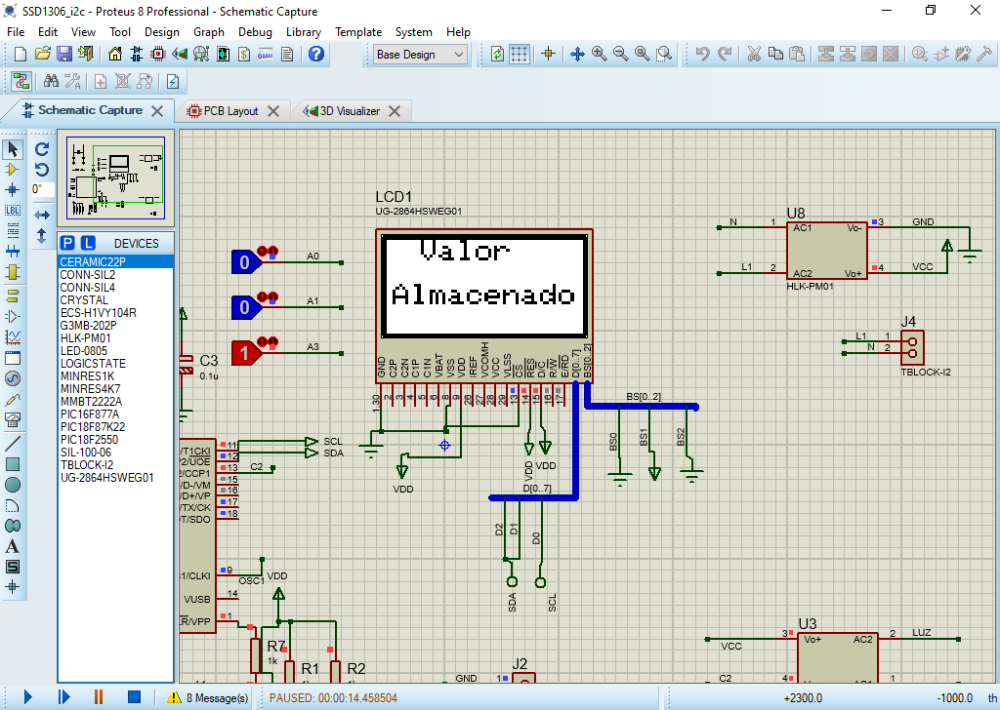 SSD1306_i2c - Proteus 8 Professional - Schematic Capture
File Edit View Tool Design Graph Debug Library Template System Help
Base Design
Schematic Capture
PCB Layout
3D Visualizer
0°
P L DEVICES
CERAMIC22P
CONN-SIL2
CONN-SIL4
CRYSTAL
ECS-H1VY104R
G3MB-202P
HLK-PM01
LED-0805
LOGICSTATE
MINRES1K
MINRES4K7
MMBT2222A
PIC16F877A
PIC18F87K22
PIC18F2550
SIL-100-06
TBLOCK-I2
UG-2864HSWEG01
LCD1
UG-2864HSWEG01
Valor
Almacenado
GND C2P C2N C1P C1N VBAT VSS VDD IREF VCOMH VCC VLSS CS RES D/C R/W E/RD D[0..7] BS[0..2]
1,30 2 3 4 5 6 8 9 26 27 28 29 13 14 15 16 17
0 A0
0 A1
1 A3
C3
0.1u
VDD
VDD
VDD
D[0..7]
BS[0..2]
BS0
BS1
BS2
D2
D1
D0
SDA
SCL
U8
N 1 AC1 Vo- 3 GND
L1 2 AC2 Vo+ 4 VCC
HLK-PM01
J4
L1 1
N 2
TBLOCK-I2
/T1CKI 11 SCL
2/UOE 12 SDA
/CCP1 13 C2
/D-/VM 15
/D+/VP 16
/TX/CK 17
T/SDO 18
1/CLKI 9 OSC1
VUSB 14
R/VPP 1
VDD
R7
1k
R1
R2
J2
GND 1
U3
VCC 3 Vo+ AC2 2 LUZ
C2 4 1
8 Message(s)
PAUSED: 00:00:14.458504
+2300.0 -1000.0 th